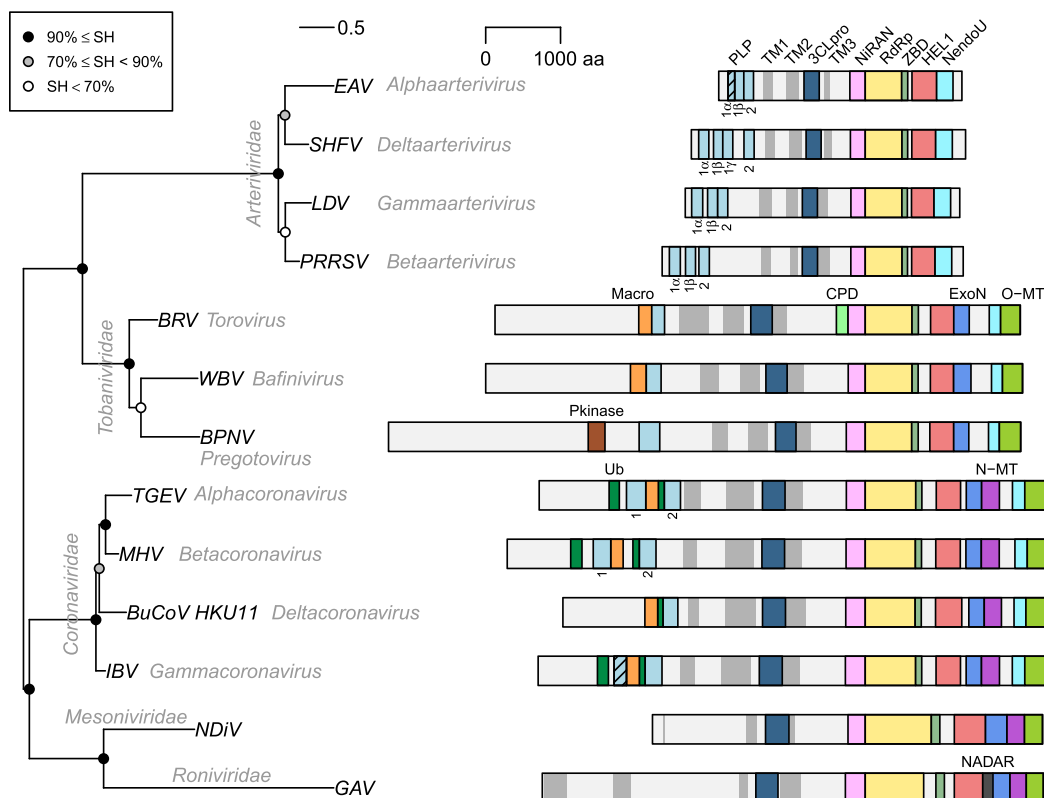 90% ≤ SH
70% ≤ SH < 90%
SH < 70%
0.5
0 1000 aa
PLP TM1 TM2 3CLpro TM3 NiRAN RdRp ZBD HEL1 NendoU
Arteriviridae
EAV Alphaarterivirus
1α 1β 2
SHFV Deltaarterivirus
1α 1β 1γ 2
LDV Gammaarterivirus
1α 1β 2
PRRSV Betaarterivirus
1α 1β 2
Macro CPD ExoN O−MT
Tobaniviridae
BRV Torovirus
WBV Bafinivirus
Pkinase
BPNV
Pregotovirus
Ub N−MT
Coronaviridae
TGEV Alphacoronavirus
1 2
MHV Betacoronavirus
1 2
BuCoV HKU11 Deltacoronavirus
IBV Gammacoronavirus
Mesoniviridae
NDiV
NADAR
Roniviridae
GAV